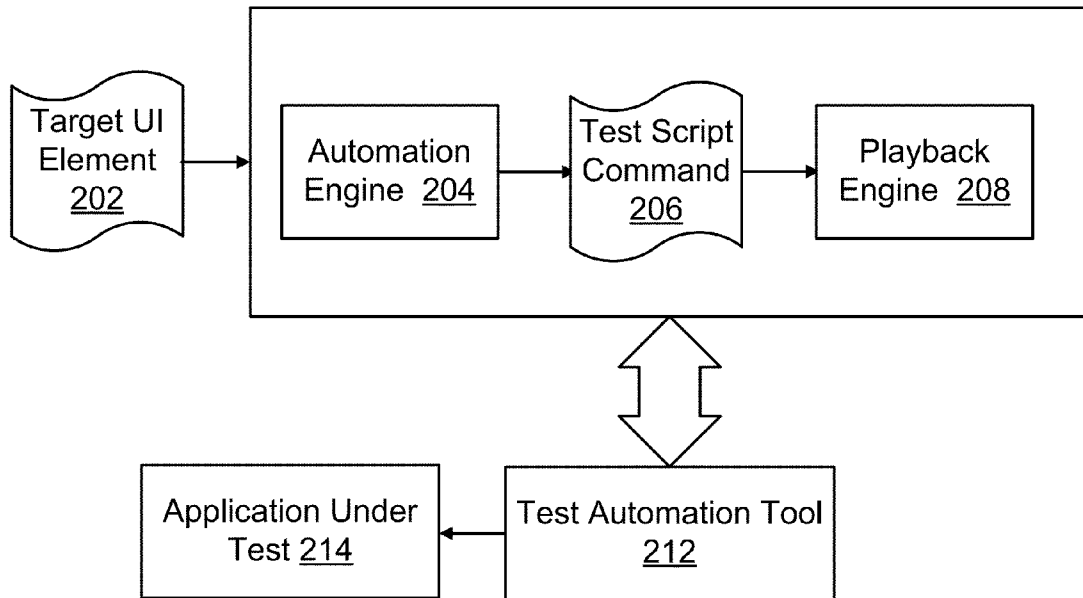 Target UI
Element
202
Automation
Engine 204
Test Script
Command
206
Playback
Engine 208
Application Under
Test 214
Test Automation Tool
212